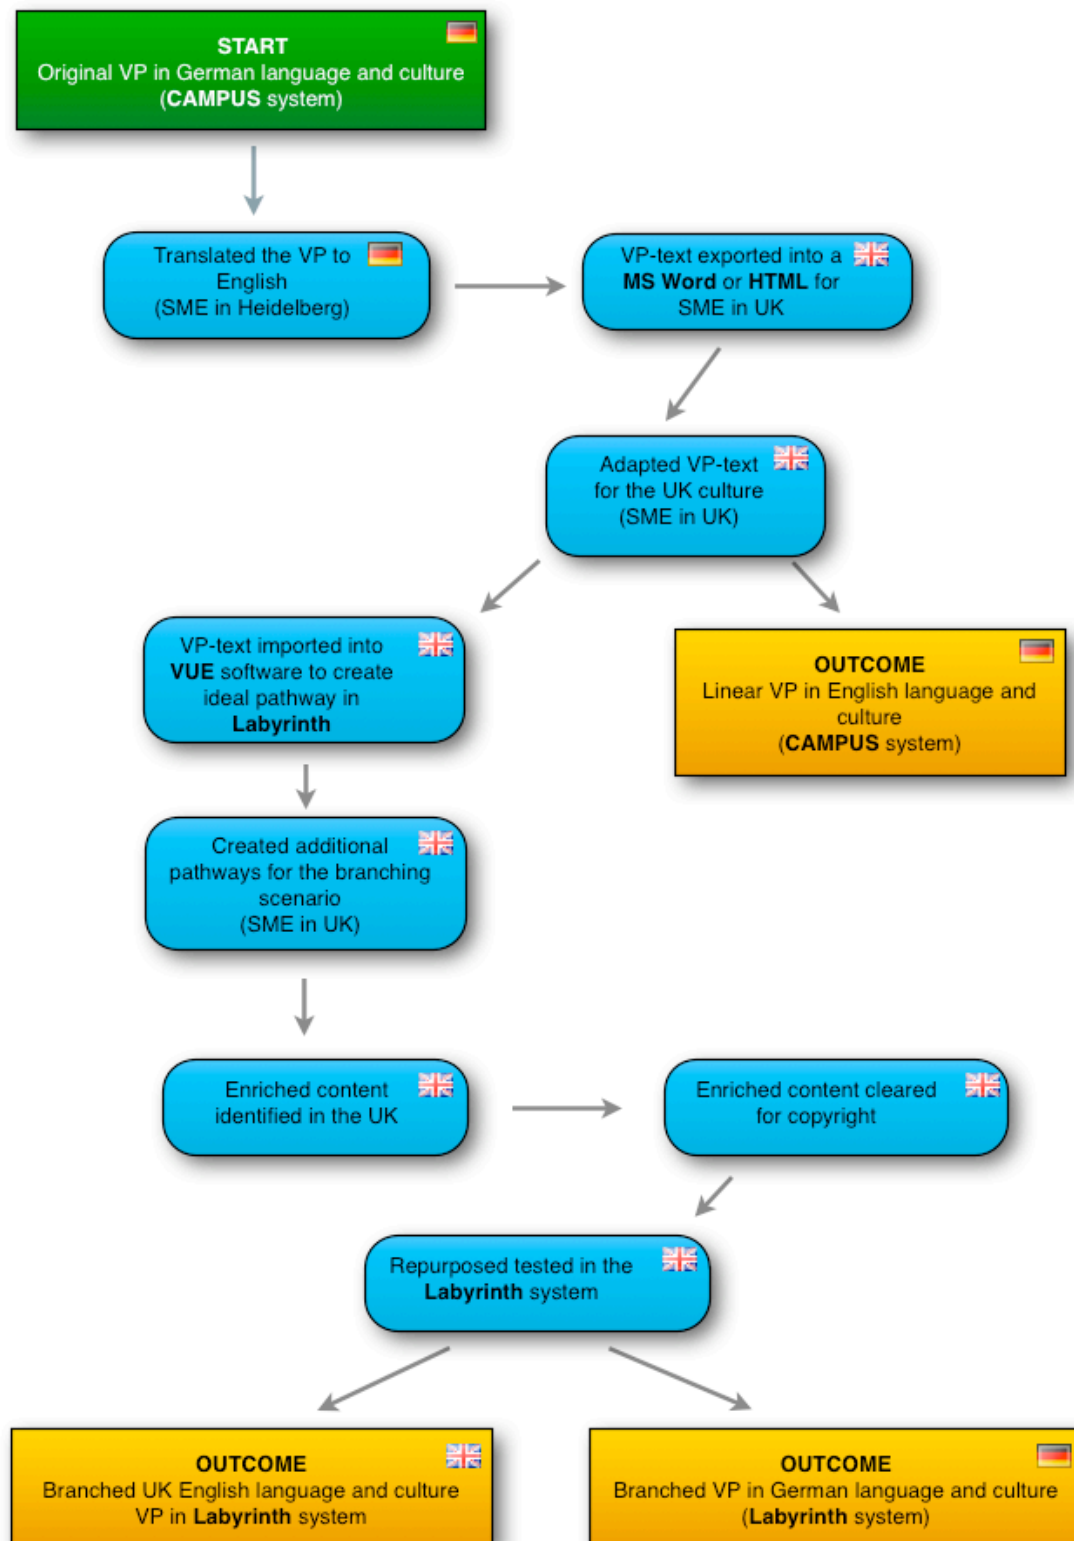 START
Original VP in German language and culture
(CAMPUS system)
Translated the VP to
English
(SME in Heidelberg)
VP-text exported into a
MS Word or HTML for
SME in UK
Adapted VP-text
for the UK culture
(SME in UK)
VP-text imported into
VUE software to create
ideal pathway in
Labyrinth
OUTCOME
Linear VP in English language and
culture
(CAMPUS system)
Created additional
pathways for the branching
scenario
(SME in UK)
Enriched content
identified in the UK
Enriched content cleared
for copyright
Repurposed tested in the
Labyrinth system
OUTCOME
Branched UK English language and culture
VP in Labyrinth system
OUTCOME
Branched VP in German language and culture
(Labyrinth system)